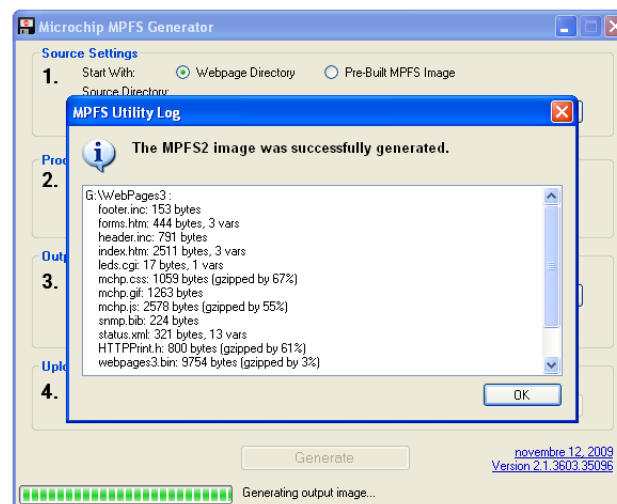 Microchip MPFS Generator
Source Settings
1. Start With: Webpage Directory Pre-Built MPFS Image
Source Directory:
MPFS Utility Log
The MPFS2 image was successfully generated.
G:\WebPages3 :
footer.inc: 153 bytes
forms.htm: 444 bytes, 3 vars
header.inc: 791 bytes
index.htm: 2511 bytes, 3 vars
leds.cgi: 17 bytes, 1 vars
mchp.css: 1059 bytes (gzipped by 67%)
mchp.gif: 1263 bytes
mchp.js: 2578 bytes (gzipped by 55%)
snmp.bib: 224 bytes
status.xml: 321 bytes, 13 vars
HTTPPrint.h: 800 bytes (gzipped by 61%)
webpages3.bin: 9754 bytes (gzipped by 3%)
OK
Proc
2.
Outp
3.
Uplo
4.
Generate
novembre 12, 2009
Version 2.1.3603.35096
Generating output image...